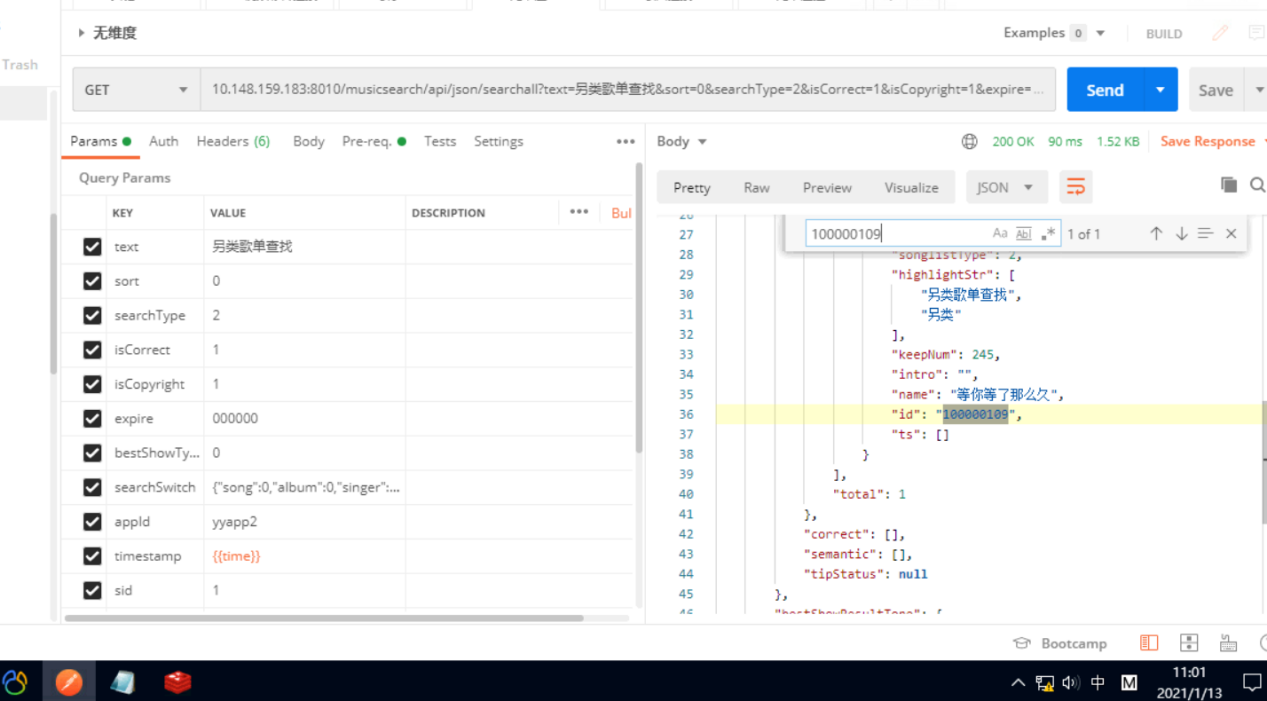 无维度
Examples 0
BUILD
Trash
GET
10.148.159.183:8010/musicsearch/api/json/searchall?text=另类歌单查找&sort=0&searchType=2&isCorrect=1&isCopyright=1&expire=...
Send
Save
Params
Auth
Headers (6)
Body
Pre-req.
Tests
Settings
Query Params
KEY VALUE DESCRIPTION ••• Bul
text 另类歌单查找
sort 0
searchType 2
isCorrect 1
isCopyright 1
expire 000000
bestShowTy... 0
searchSwitch {"song":0,"album":0,"singer":...
appId yyapp2
timestamp {{time}}
sid 1
Body
200 OK 90 ms 1.52 KB Save Response
Pretty Raw Preview Visualize JSON
100000109 Aa Abl .* 1 of 1
26
27
28 "songlistType": 2,
29 "highlightStr": [
30 "另类歌单查找",
31 "另类"
32 ],
33 "keepNum": 245,
34 "intro": "",
35 "name": "等你等了那么久",
36 "id": "100000109",
37 "ts": []
38 }
39 ],
40 "total": 1
41 },
42 "correct": [],
43 "semantic": [],
44 "tipStatus": null
45 },
46 "bestShowResultTone": {
Bootcamp
中 M
11:01
2021/1/13